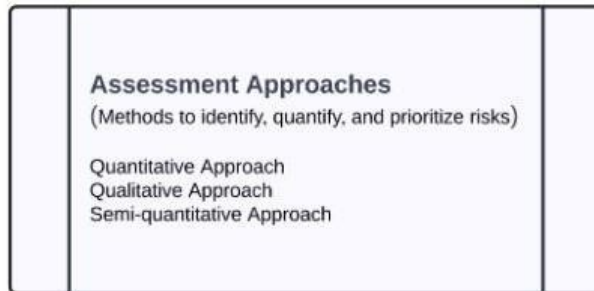 Assessment Approaches
(Methods to identify, quantify, and prioritize risks)
Quantitative Approach
Qualitative Approach
Semi-quantitative Approach